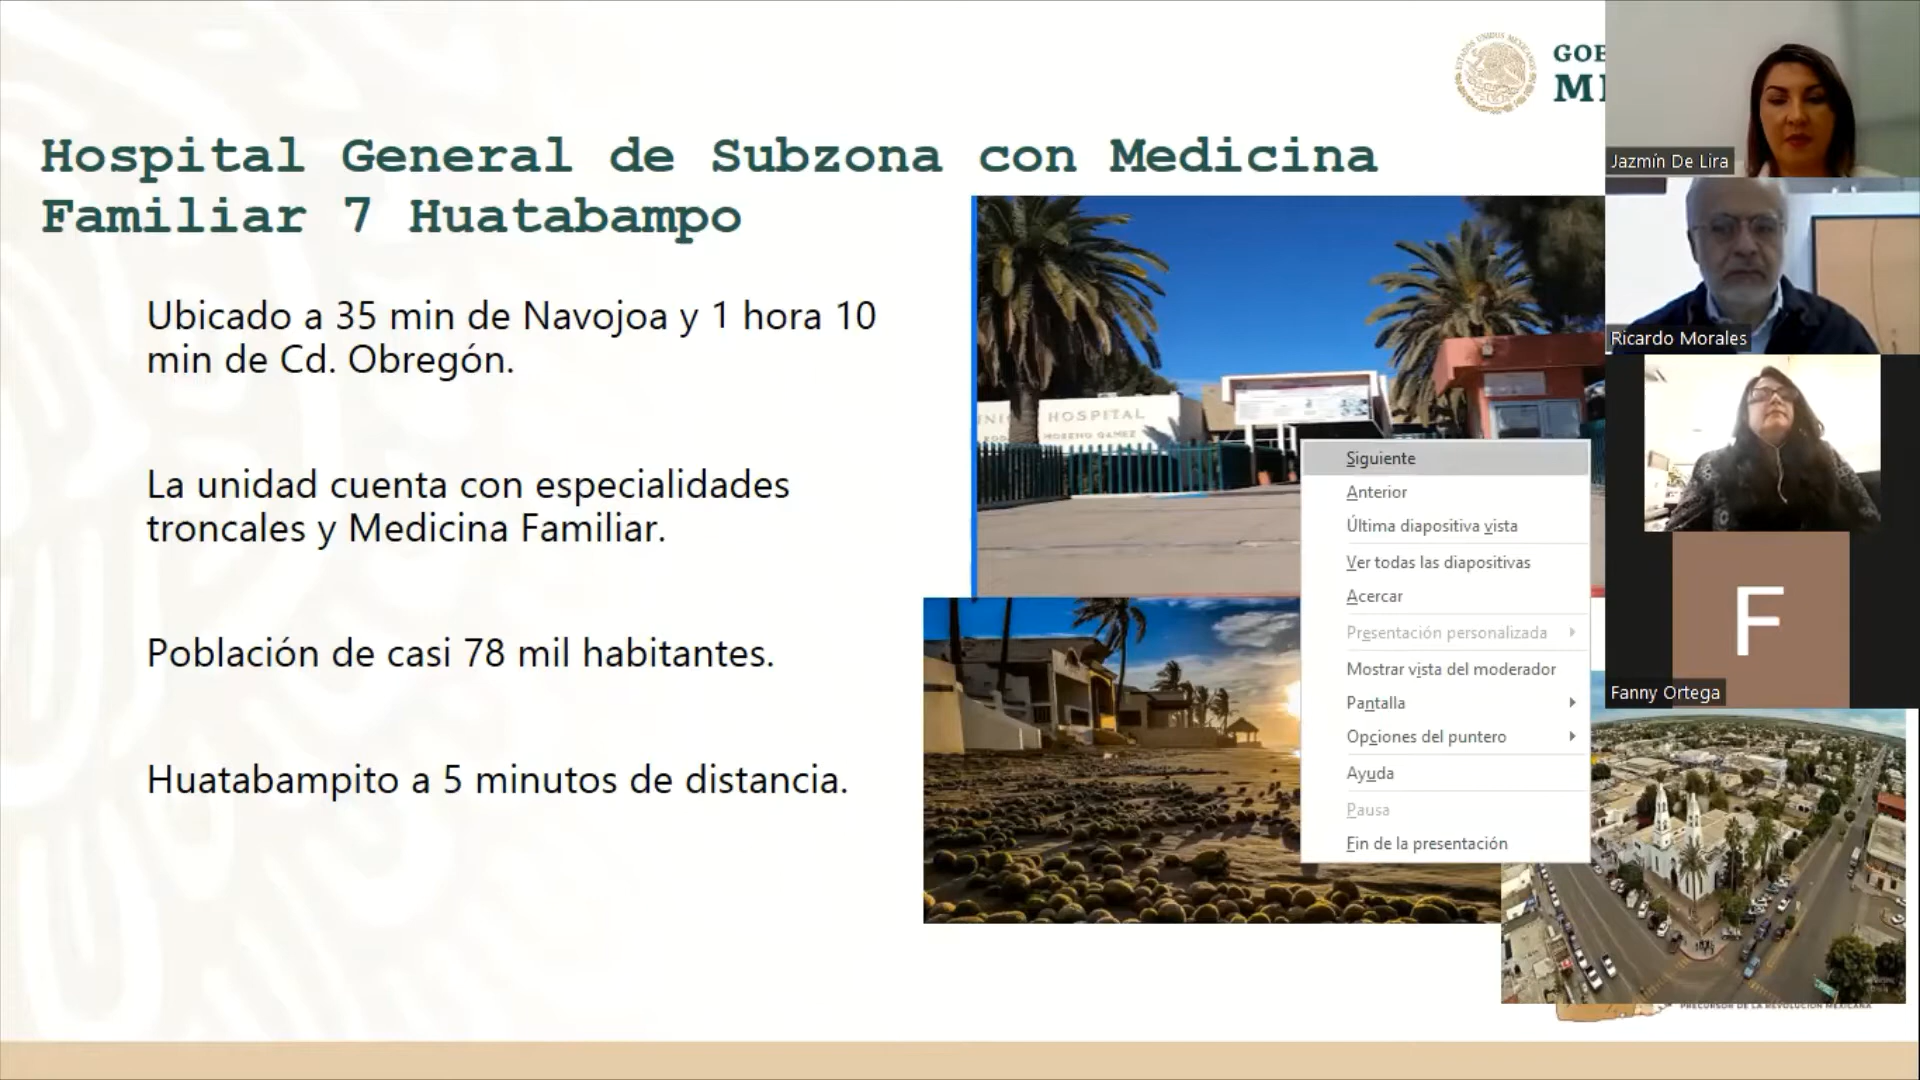 GOB
Hospital General de Subzona con Medicina
Familiar 7 Huatabampo
Ubicado a 35 min de Navojoa y 1 hora 10
min de Cd. Obregón.
La unidad cuenta con especialidades
troncales y Medicina Familiar.
Población de casi 78 mil habitantes.
Huatabampito a 5 minutos de distancia.
HOSPITAL
MORENO GAMEZ
Siguiente
Anterior
Última diapositiva vista
Ver todas las diapositivas
Acercar
Presentación personalizada
Mostrar vista del moderador
Pantalla
Opciones del puntero
Ayuda
Pausa
Fin de la presentación
Jazmín De Lira
Ricardo Morales
F
Fanny Ortega
PRECURSOR DE LA REVOLUCIÓN MEXICANA